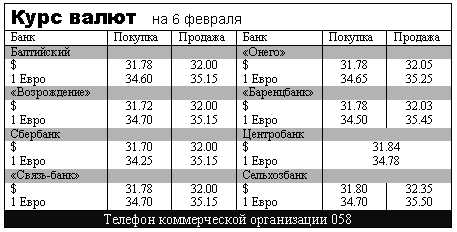 Курс валют на 6 февраля
Банк Покупка Продажа Банк Покупка Продажа
Балтийский «Онего»
$ 31.78 32.00 $ 31.78 32.05
1 Евро 34.60 35.15 1 Евро 34.65 35.25
«Возрождение» «Баренцбанк»
$ 31.72 32.00 $ 31.78 32.03
1 Евро 34.70 35.15 1 Евро 34.50 35.45
Сбербанк Центробанк
$ 31.70 32.00 $ 31.84
1 Евро 34.25 35.15 1 Евро 34.78
«Связь-банк» Сельхозбанк
$ 31.78 32.00 $ 31.80 32.35
1 Евро 34.70 35.15 1 Евро 34.70 35.50
Телефон коммерческой организации 058